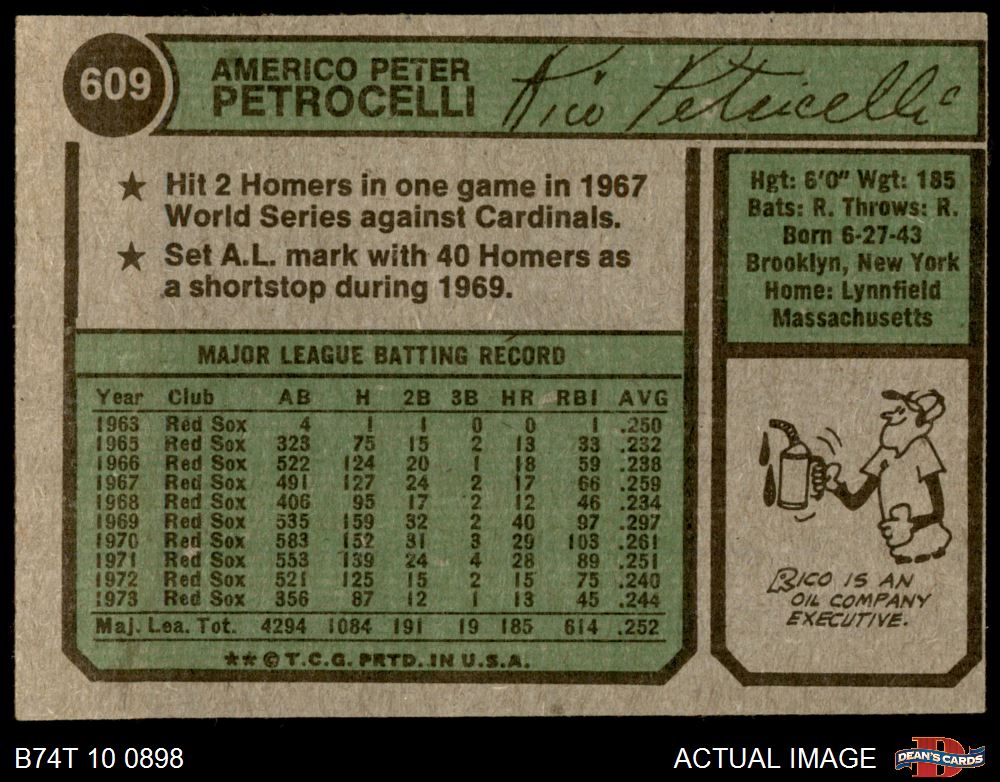 609
AMERICO PETER
PETROCELLI
Rico Petrocelli
★ Hit 2 Homers in one game in 1967
World Series against Cardinals.
★ Set A.L. mark with 40 Homers as
a shortstop during 1969.
Hgt: 6'0" Wgt: 185
Bats: R. Throws: R.
Born 6-27-43
Brooklyn, New York
Home: Lynnfield
Massachusetts
MAJOR LEAGUE BATTING RECORD
Year Club AB H 2B 3B HR RBI AVG
1963 Red Sox 4 1 1 0 0 1 .250
1965 Red Sox 323 75 15 2 13 33 .232
1966 Red Sox 522 124 20 1 18 59 .238
1967 Red Sox 491 127 24 2 17 66 .259
1968 Red Sox 406 95 17 2 12 46 .234
1969 Red Sox 535 159 32 2 40 97 .297
1970 Red Sox 583 152 31 3 29 103 .261
1971 Red Sox 553 139 24 4 28 89 .251
1972 Red Sox 521 125 15 2 15 75 .240
1973 Red Sox 356 87 12 1 13 45 .244
Maj. Lea. Tot. 4294 1084 191 19 185 614 .252
★★ © T.C.G. PRTD. IN U.S.A.
RICO IS AN
OIL COMPANY
EXECUTIVE.
B74T 10 0898
ACTUAL IMAGE
D
DEAN'S CARDS